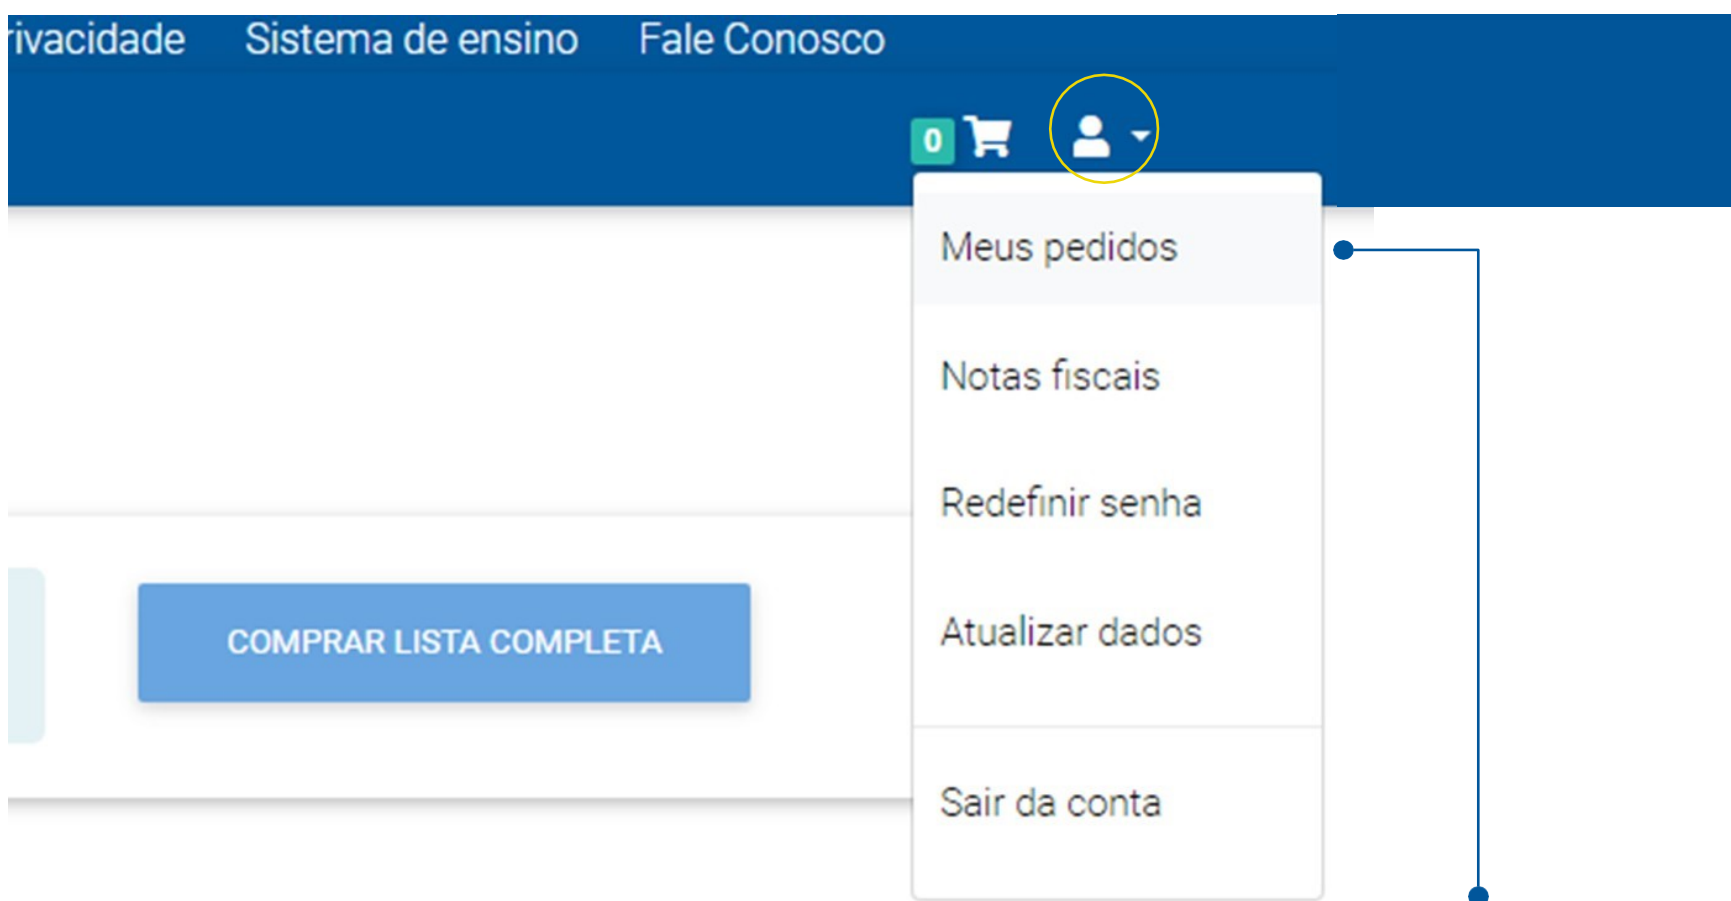 rivacidade Sistema de ensino Fale Conosco
0
Meus pedidos
Notas fiscais
Redefinir senha
COMPRAR LISTA COMPLETA
Atualizar dados
Sair da conta